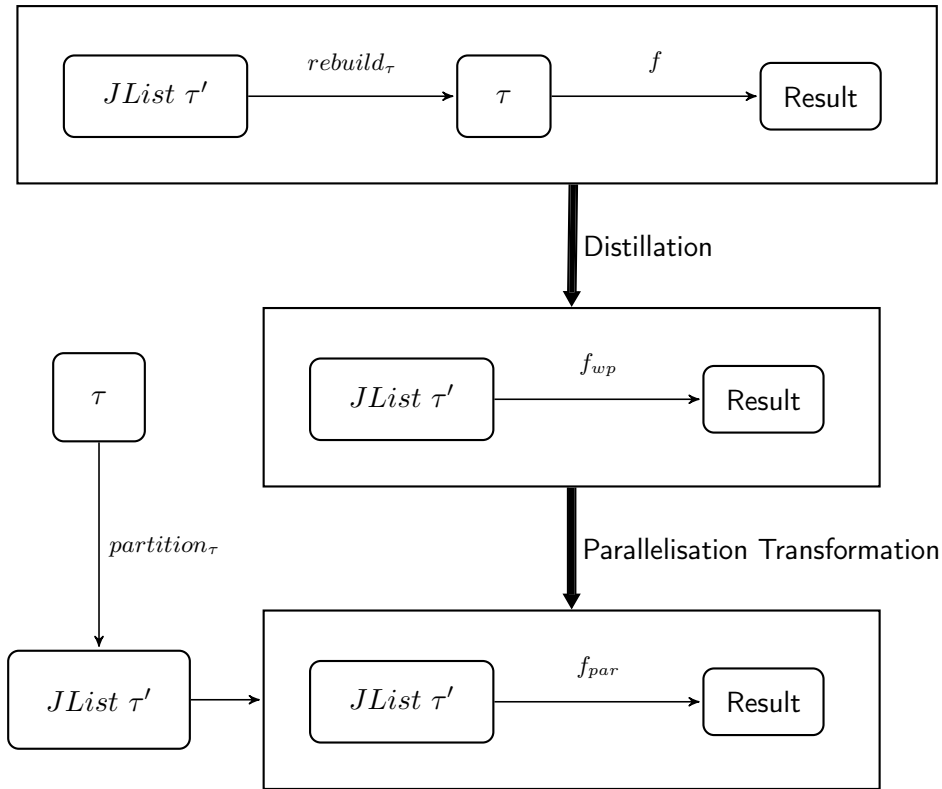 rebuild_τ f
JList τ′ τ Result
Distillation
f_wp
τ JList τ′ Result
partition_τ Parallelisation Transformation
f_par
JList τ′ JList τ′ Result